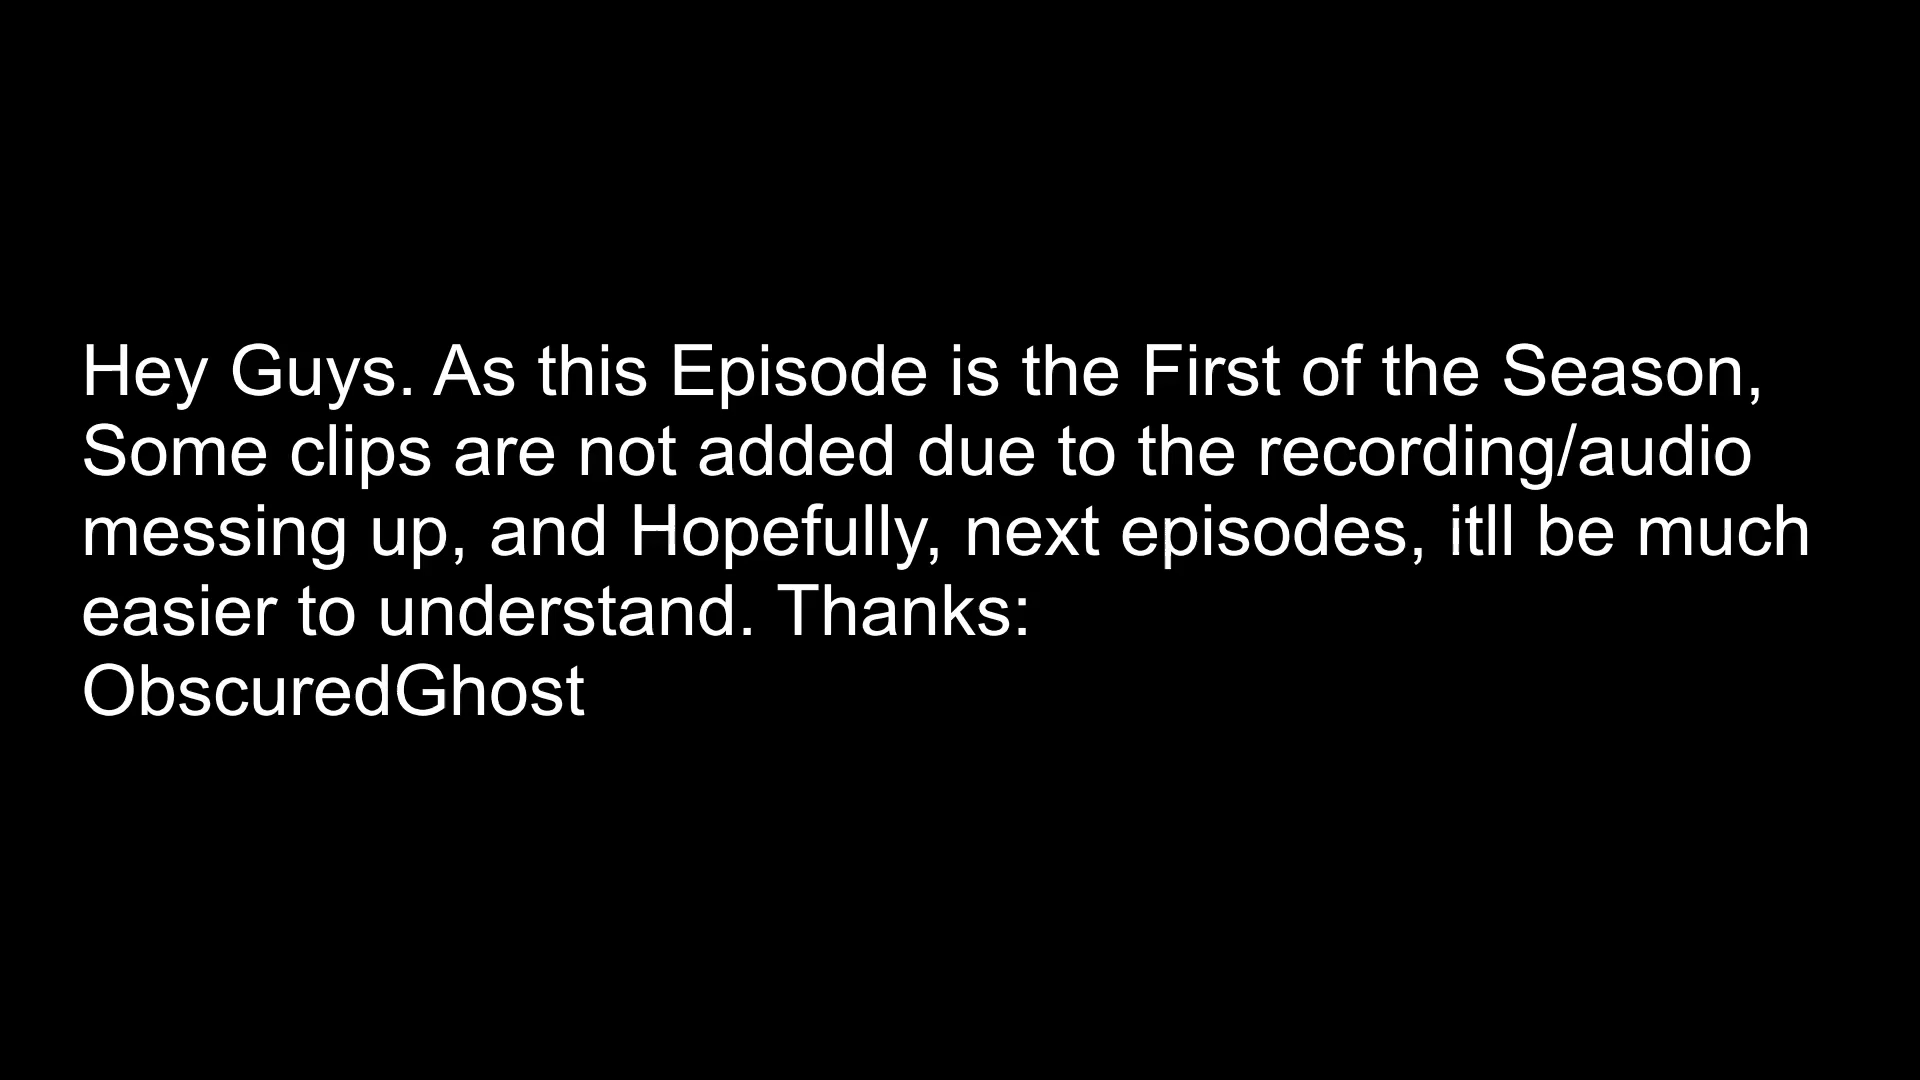 Hey Guys. As this Episode is the First of the Season,
Some clips are not added due to the recording/audio
messing up, and Hopefully, next episodes, itll be much
easier to understand. Thanks:
ObscuredGhost